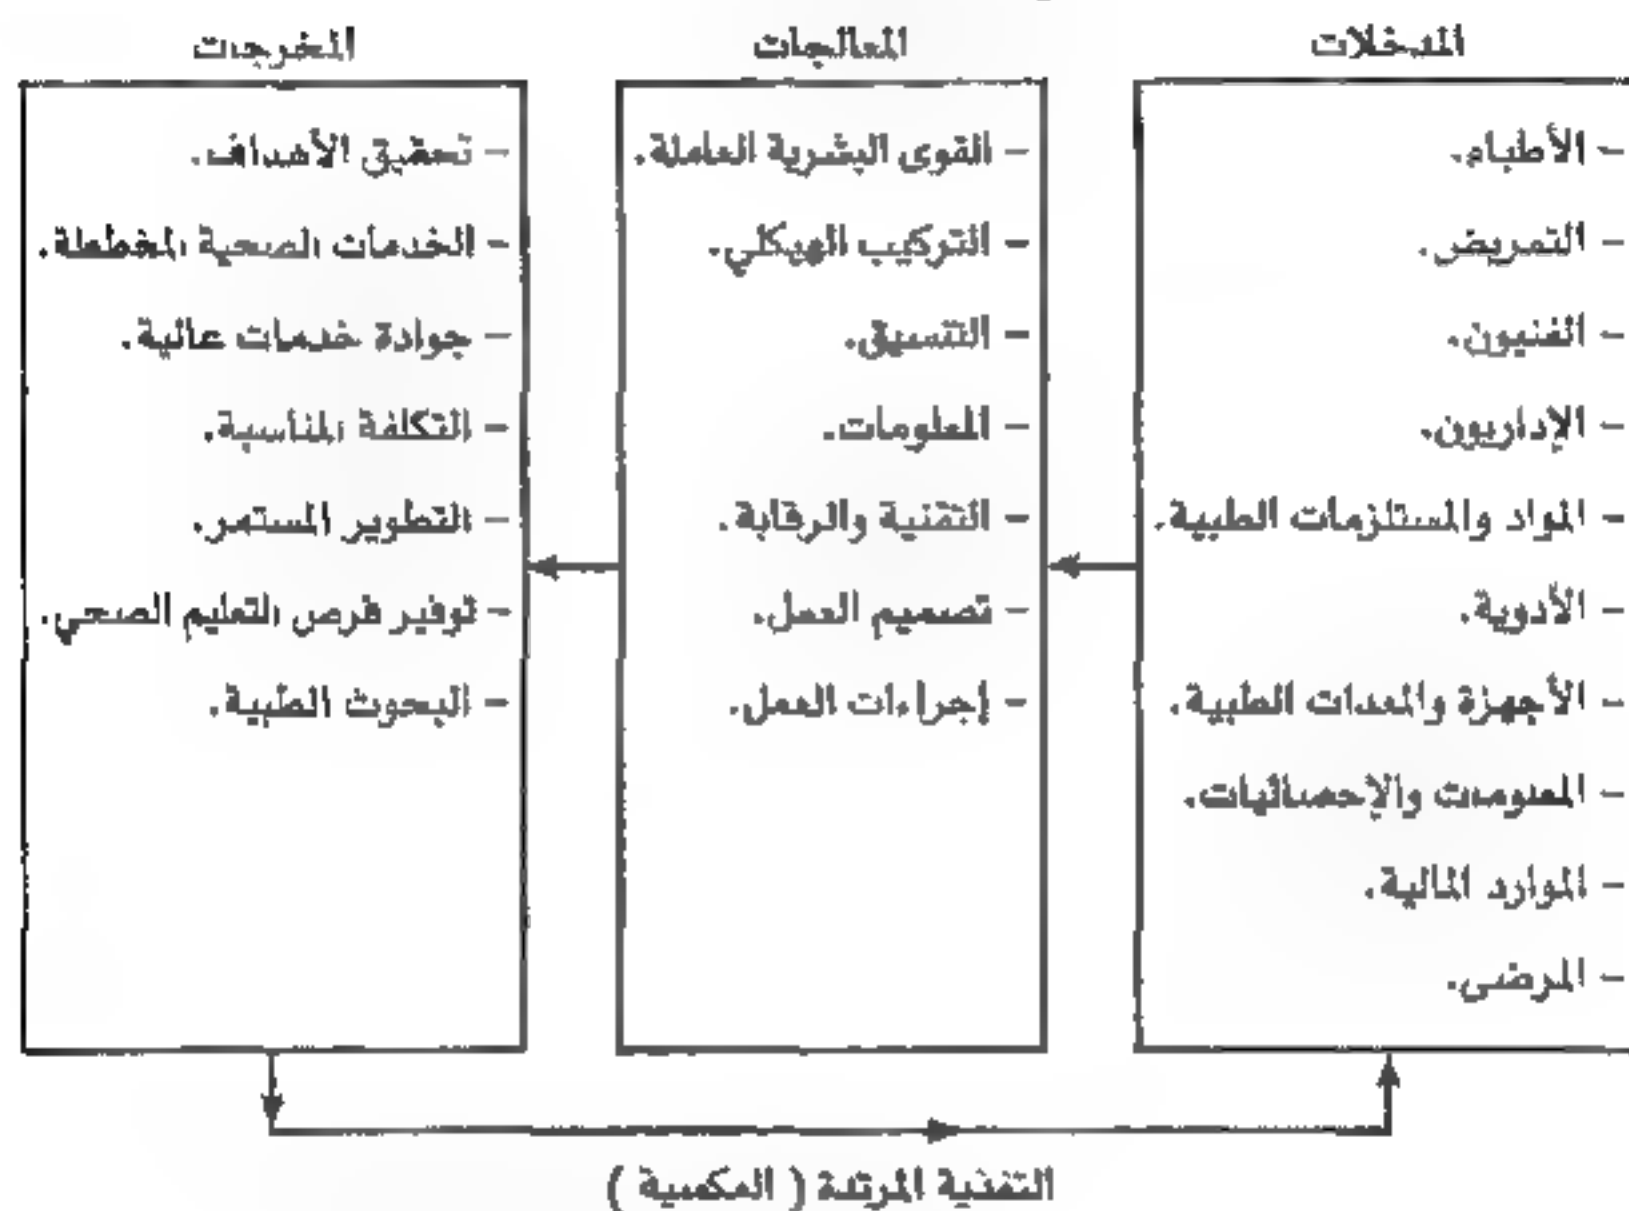 المدخلات
- الأطباء.
- التمريض.
- الفنيون.
- الإداريون.
- المواد والمستلزمات الطبية.
- الأدوية.
- الأجهزة والمعدات الطبية.
- المعلومات والإحصائيات.
- الموارد المالية.
- المرضى.
المعالجات
- القوى البشرية العاملة.
- التركيب الهيكلي.
- التنسيق.
- المعلومات.
- التقنية والرقابة.
- تصميم العمل.
- إجراءات العمل.
المخرجات
- تحقيق الأهداف.
- الخدمات الصحية المخططة.
- جوادة خدمات عالية.
- التكلفة المناسبة.
- التطوير المستمر.
- توفير فرص التعليم الصحي.
- البحوث الطبية.
التغذية المرتدة ( العكسية )